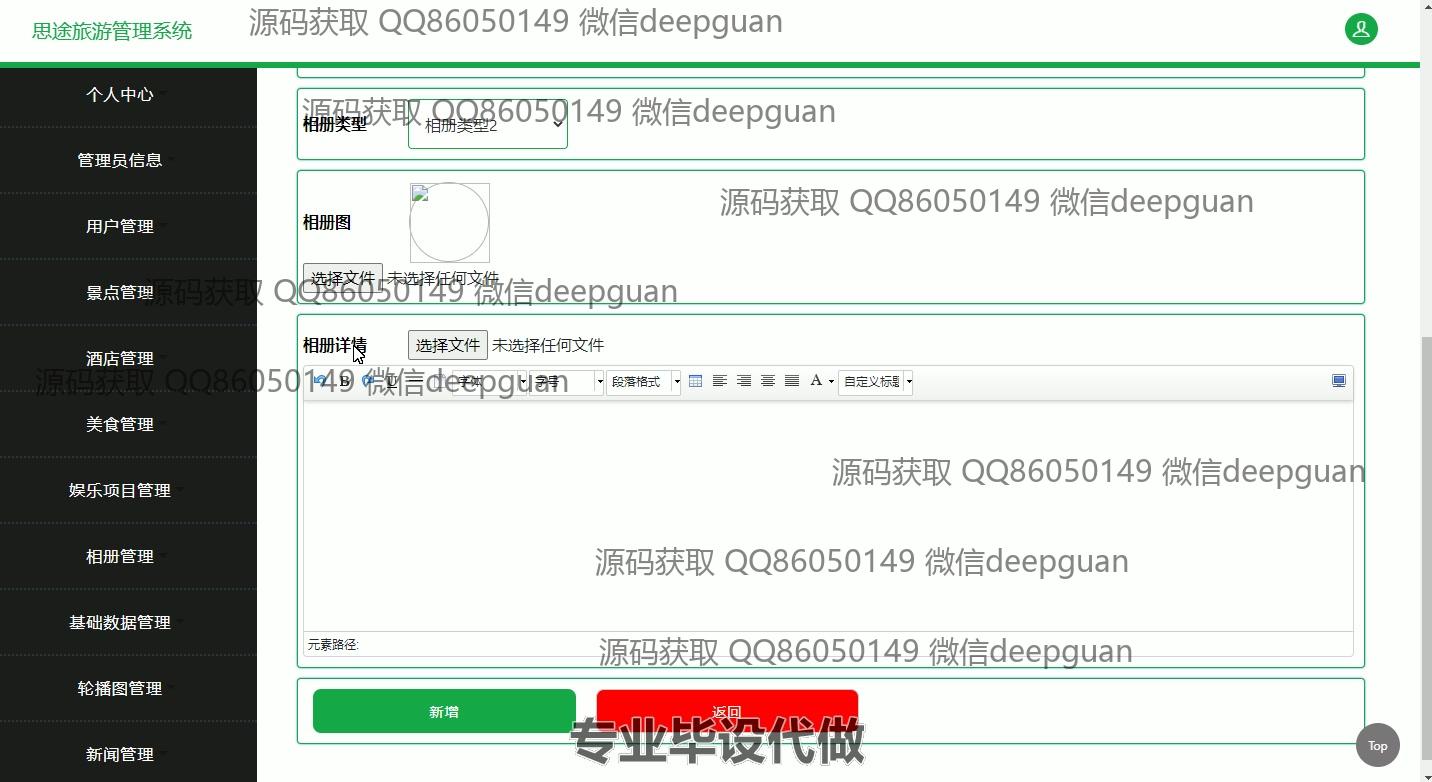 思途旅游管理系统
源码获取 QQ86050149 微信deepguan
个人中心
源码获取 QQ86050149 微信deepguan
相册类型
相册类型2
管理员信息
源码获取 QQ86050149 微信deepguan
相册图
用户管理
选择文件 未选择任何文件
景点管理
源码获取 QQ86050149 微信deepguan
相册详情
选择文件 未选择任何文件
酒店管理
源码获取 QQ86050149 微信deepguan
B U 字体 字号 段落格式 A 自定义标题
美食管理
源码获取 QQ86050149 微信deepguan
娱乐项目管理
相册管理
源码获取 QQ86050149 微信deepguan
基础数据管理
元素路径:
源码获取 QQ86050149 微信deepguan
轮播图管理
新增
返回
专业毕设代做
新闻管理
Top